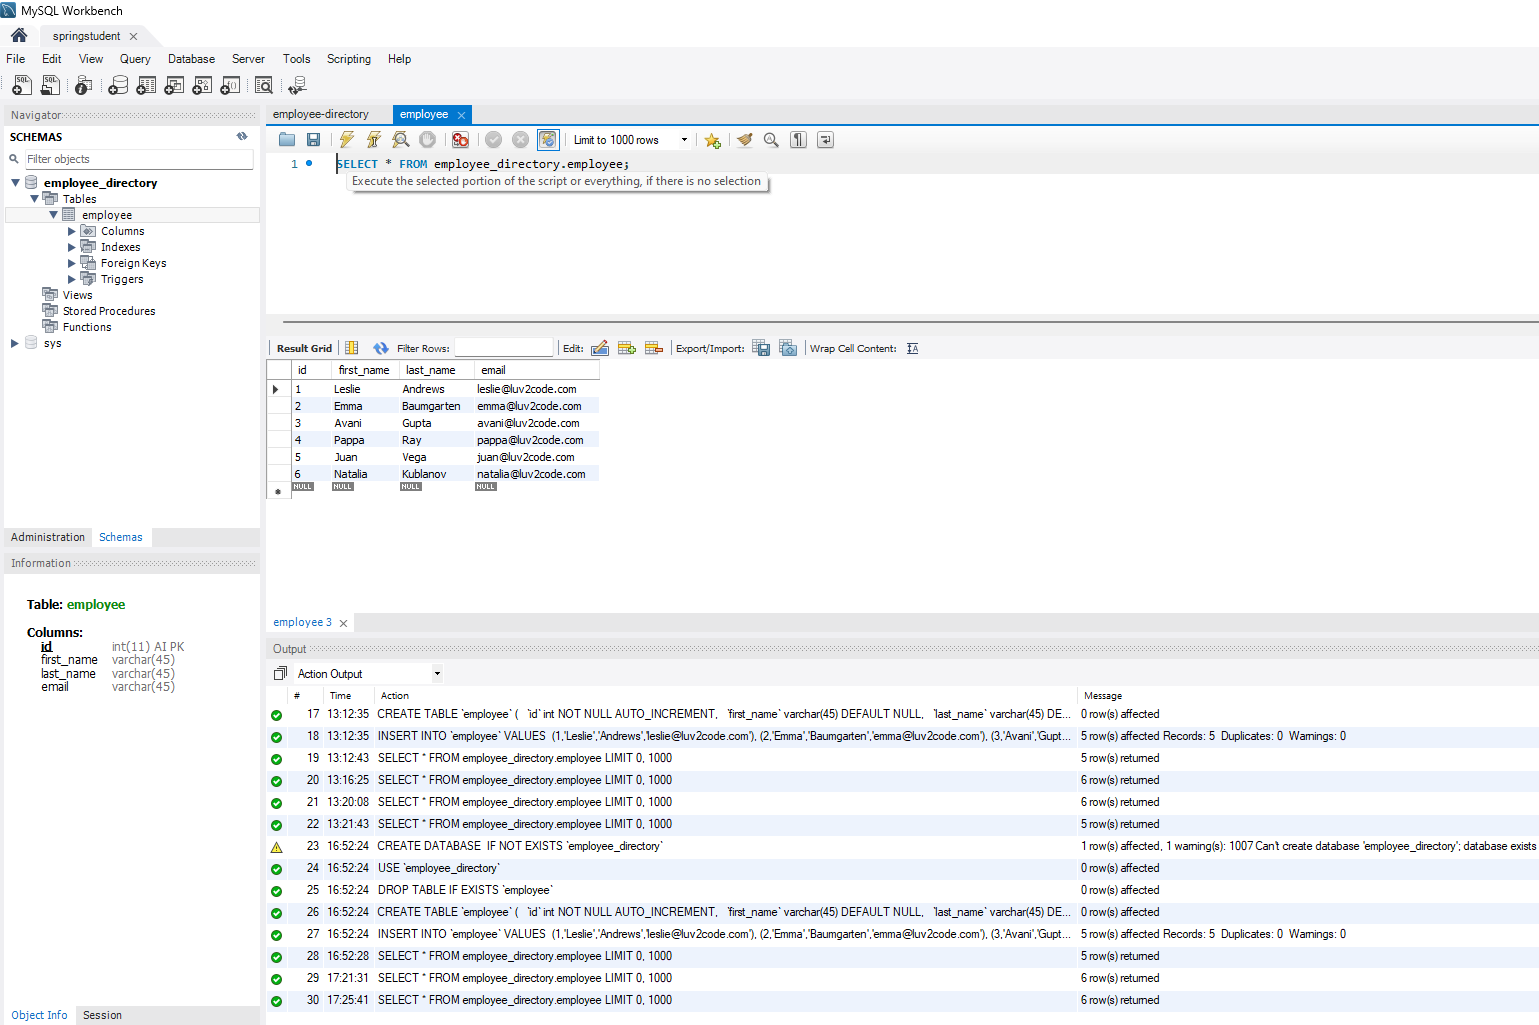 MySQL Workbench
springstudent
File Edit View Query Database Server Tools Scripting Help
Navigator
SCHEMAS
Filter objects
employee_directory
Tables
employee
Columns
Indexes
Foreign Keys
Triggers
Views
Stored Procedures
Functions
sys
Administration Schemas
Information
Table: employee
Columns:
id int(11) AI PK
first_name varchar(45)
last_name varchar(45)
email varchar(45)
Object Info Session
employee-directory employee
Limit to 1000 rows
1 SELECT * FROM employee_directory.employee;
Execute the selected portion of the script or everything, if there is no selection
Result Grid Filter Rows: Edit: Export/Import: Wrap Cell Content:
id first_name last_name email
1 Leslie Andrews leslie@luv2code.com
2 Emma Baumgarten emma@luv2code.com
3 Avani Gupta avani@luv2code.com
4 Pappa Ray pappa@luv2code.com
5 Juan Vega juan@luv2code.com
6 Natalia Kublanov natalia@luv2code.com
NULL NULL NULL NULL
employee 3
Output
Action Output
# Time Action Message
17 13:12:35 CREATE TABLE `employee` ( `id` int NOT NULL AUTO_INCREMENT, `first_name` varchar(45) DEFAULT NULL, `last_name` varchar(45) DE... 0 row(s) affected
18 13:12:35 INSERT INTO `employee` VALUES (1,'Leslie','Andrews','leslie@luv2code.com'), (2,'Emma','Baumgarten','emma@luv2code.com'), (3,'Avani','Gupt... 5 row(s) affected Records: 5 Duplicates: 0 Warnings: 0
19 13:12:43 SELECT * FROM employee_directory.employee LIMIT 0, 1000 5 row(s) returned
20 13:16:25 SELECT * FROM employee_directory.employee LIMIT 0, 1000 6 row(s) returned
21 13:20:08 SELECT * FROM employee_directory.employee LIMIT 0, 1000 6 row(s) returned
22 13:21:43 SELECT * FROM employee_directory.employee LIMIT 0, 1000 5 row(s) returned
23 16:52:24 CREATE DATABASE IF NOT EXISTS `employee_directory` 1 row(s) affected, 1 warning(s): 1007 Can't create database 'employee_directory'; database exists
24 16:52:24 USE `employee_directory` 0 row(s) affected
25 16:52:24 DROP TABLE IF EXISTS `employee` 0 row(s) affected
26 16:52:24 CREATE TABLE `employee` ( `id` int NOT NULL AUTO_INCREMENT, `first_name` varchar(45) DEFAULT NULL, `last_name` varchar(45) DE... 0 row(s) affected
27 16:52:24 INSERT INTO `employee` VALUES (1,'Leslie','Andrews','leslie@luv2code.com'), (2,'Emma','Baumgarten','emma@luv2code.com'), (3,'Avani','Gupt... 5 row(s) affected Records: 5 Duplicates: 0 Warnings: 0
28 16:52:28 SELECT * FROM employee_directory.employee LIMIT 0, 1000 5 row(s) returned
29 17:21:31 SELECT * FROM employee_directory.employee LIMIT 0, 1000 6 row(s) returned
30 17:25:41 SELECT * FROM employee_directory.employee LIMIT 0, 1000 6 row(s) returned